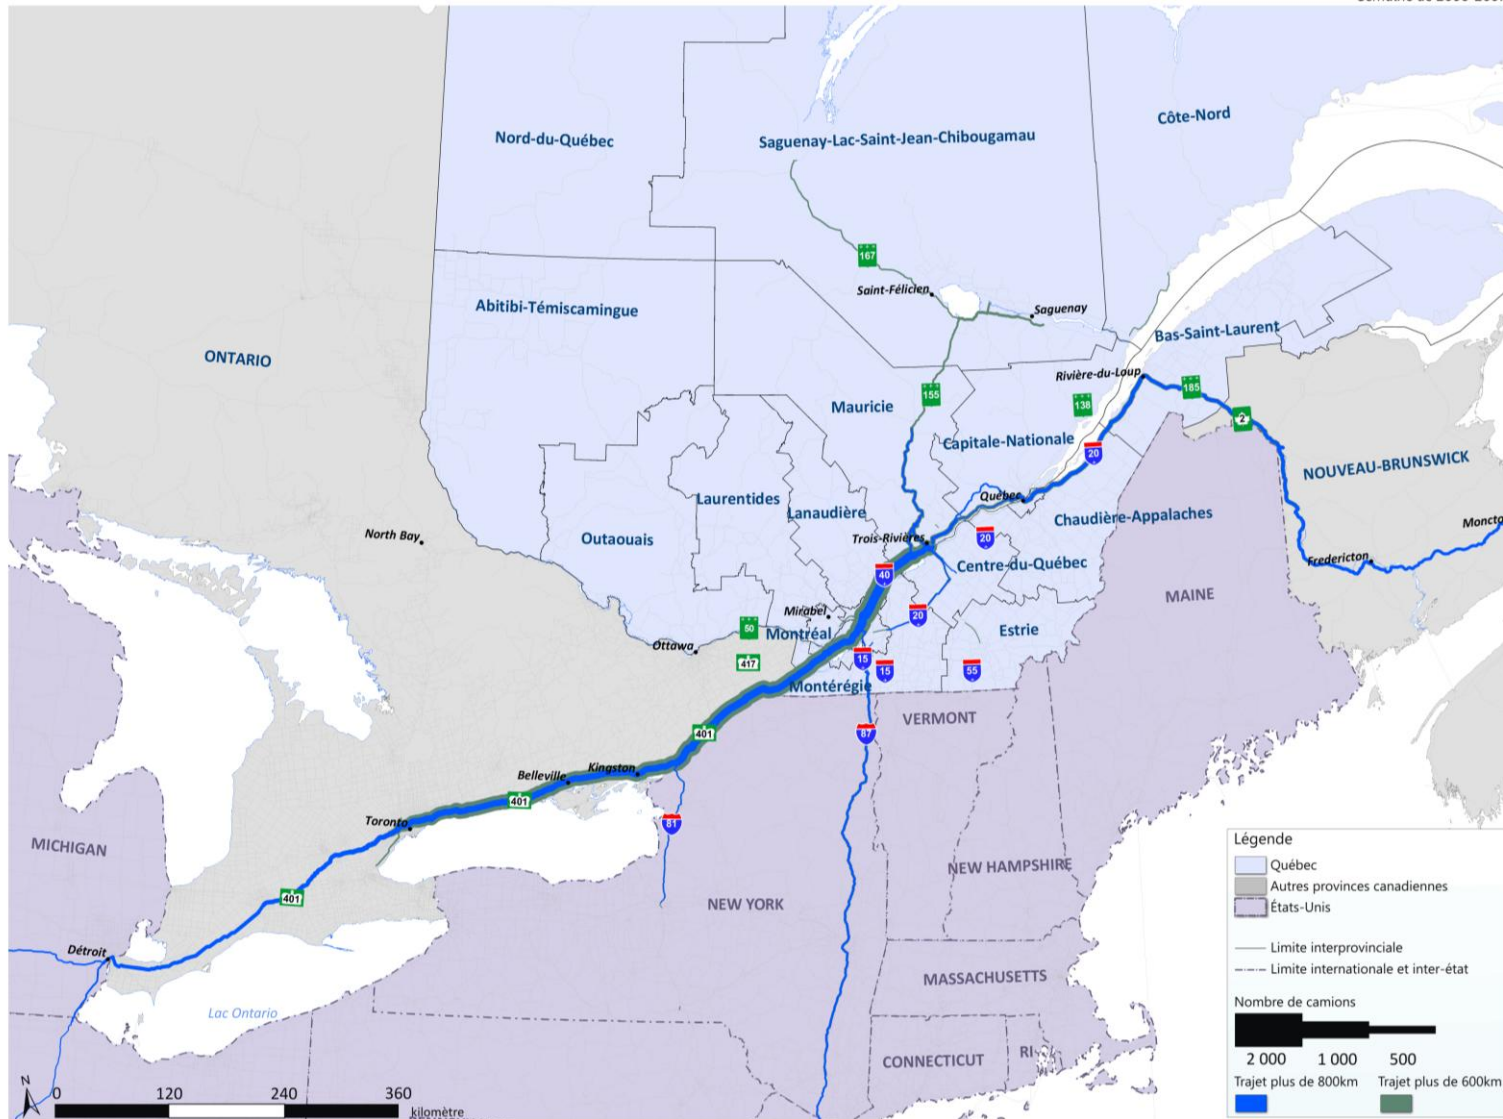 Nord-du-Québec
Saguenay-Lac-Saint-Jean-Chibougamau
Côte-Nord
167
Saint-Félicien
Saguenay
Abitibi-Témiscamingue
Bas-Saint-Laurent
ONTARIO
Rivière-du-Loup
185
155
138
Mauricie
2
Capitale-Nationale
20
NOUVEAU-BRUNSWICK
Laurentides
Québec
Lanaudière
Chaudière-Appalaches
Moncto
North Bay
Outaouais
Trois-Rivières
20
Fredericton
Centre-du-Québec
40
MAINE
Mirabel
20
50
Montréal
Estrie
Ottawa
417
15
15
55
Montérégie
VERMONT
401
87
Kingston
Belleville
401
Toronto
81
MICHIGAN
NEW HAMPSHIRE
401
NEW YORK
Détroit
MASSACHUSETTS
Lac Ontario
CONNECTICUT
RI
N
0 120 240 360
kilomètre
Légende
Québec
Autres provinces canadiennes
États-Unis
Limite interprovinciale
Limite internationale et inter-état
Nombre de camions
2 000 1 000 500
Trajet plus de 800km Trajet plus de 600km